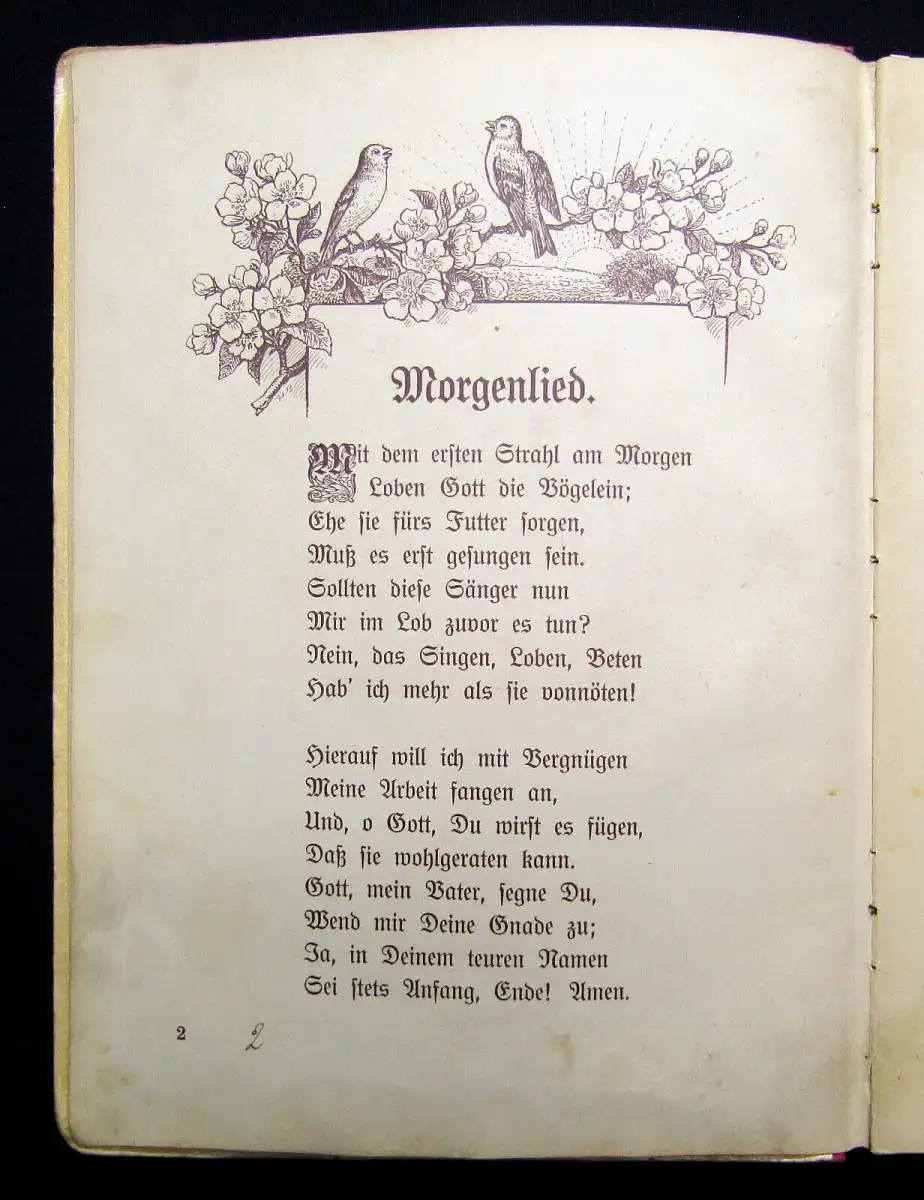 Morgenlied.
Mit dem erſten Strahl am Morgen
Loben Gott die Vögelein;
Ehe ſie fürs Futter ſorgen,
Muß es erſt geſungen ſein.
Sollten dieſe Sänger nun
Mir im Lob zuvor es tun?
Nein, das Singen, Loben, Beten
Hab' ich mehr als ſie vonnöten!
Hierauf will ich mit Vergnügen
Meine Arbeit fangen an,
Und, o Gott, Du wirſt es fügen,
Daß ſie wohlgeraten kann.
Gott, mein Vater, ſegne Du,
Wend mir Deine Gnade zu;
Ja, in Deinem teuren Namen
Sei ſtets Anfang, Ende! Amen.
2 2